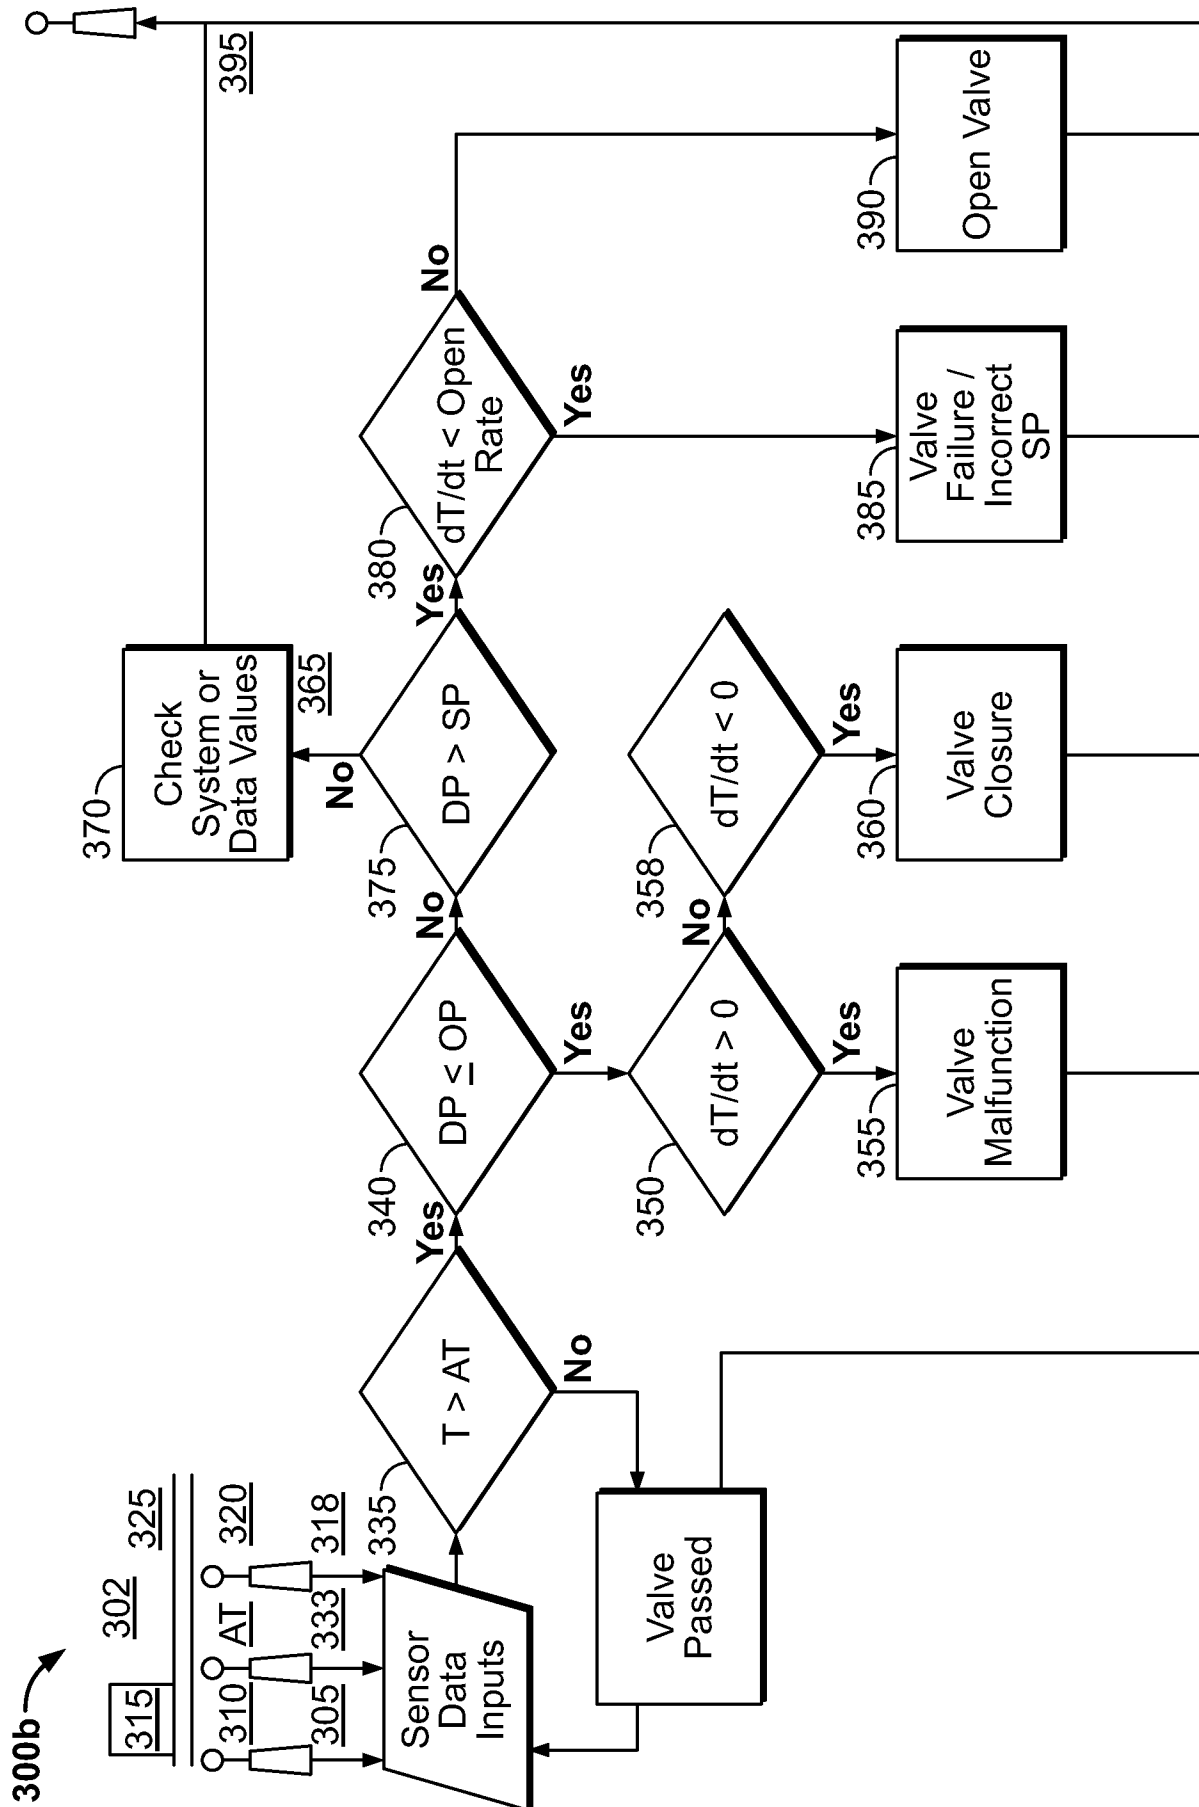 300b
302
315
325
310
AT
320
305
333
318
Sensor
Data
Inputs
335
T > AT
Yes
No
Valve
Passed
340
DP ≤ OP
No
Yes
350
dT/dt > 0
No
Yes
355
Valve
Malfunction
358
dT/dt < 0
Yes
360
Valve
Closure
375
DP > SP
No
Yes
365
370
Check
System or
Data Values
380
dT/dt < Open
Rate
No
Yes
385
Valve
Failure /
Incorrect
SP
390
Open Valve
395